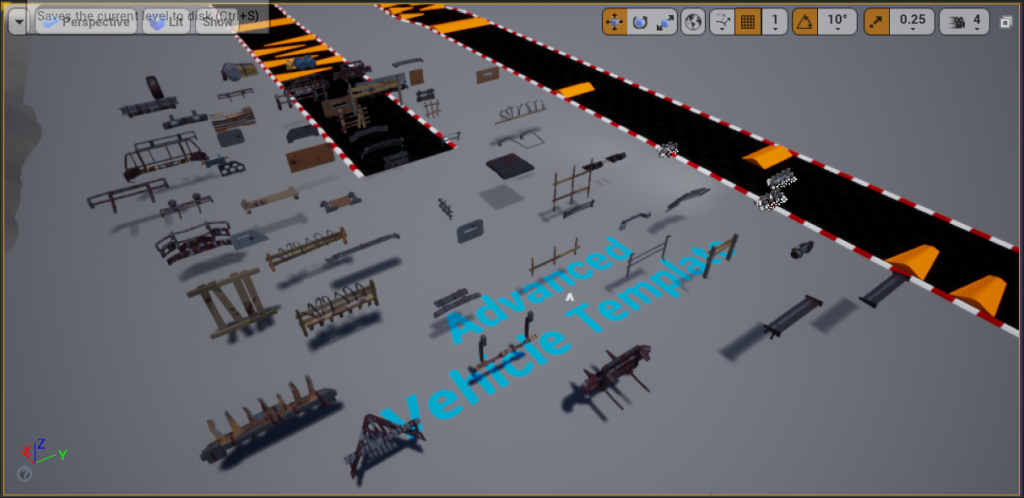 Saves the current level to disk (Ctrl+S)
Perspective
Lit
Show
1
10°
0.25
4
Advanced
Vehicle Template
X
Z
Y